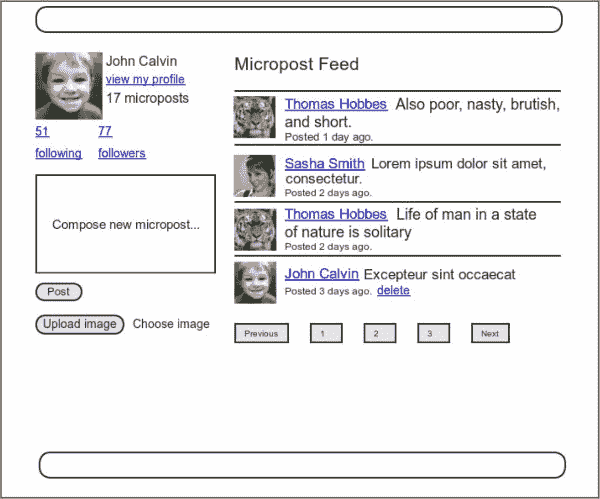 John Calvin
view my profile
17 microposts
51 77
following followers
Compose new micropost...
Post
Upload image Choose image
Micropost Feed
Thomas Hobbes Also poor, nasty, brutish,
and short.
Posted 1 day ago.
Sasha Smith Lorem ipsum dolor sit amet,
consectetur.
Posted 2 days ago.
Thomas Hobbes Life of man in a state
of nature is solitary
Posted 2 days ago.
John Calvin Excepteur sint occaecat
Posted 3 days ago. delete
Previous 1 2 3 Next